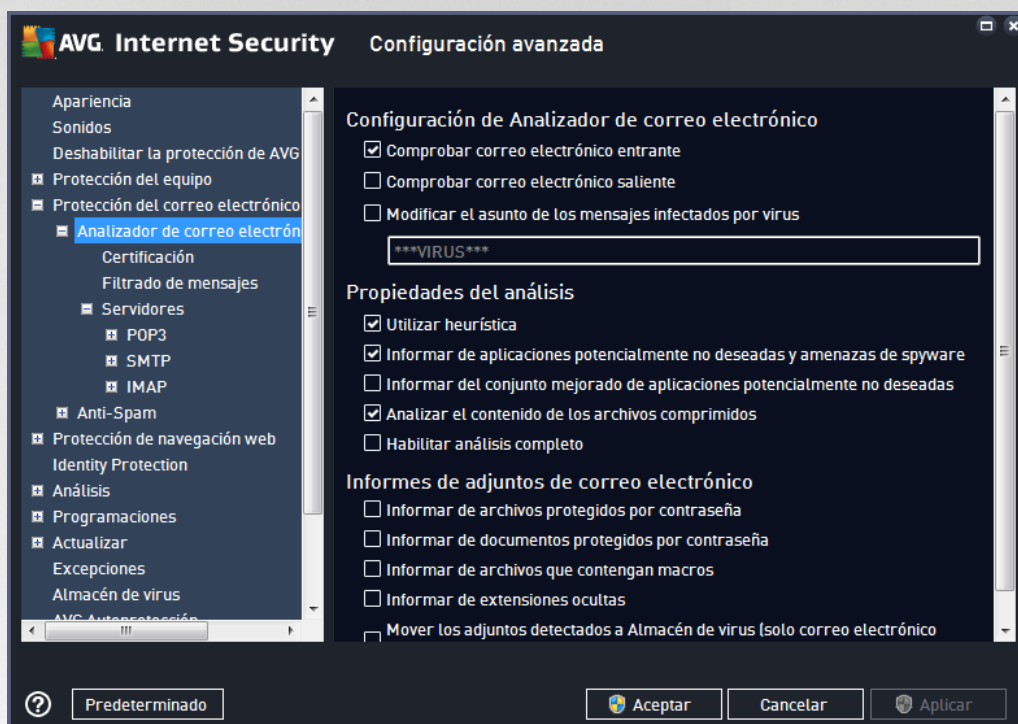 AVG. Internet Security Configuración avanzada
Apariencia
Sonidos
Deshabilitar la protección de AVG
Protección del equipo
Protección del correo electrónico
Analizador de correo electrón
Certificación
Filtrado de mensajes
Servidores
POP3
SMTP
IMAP
Anti-Spam
Protección de navegación web
Identity Protection
Análisis
Programaciones
Actualizar
Excepciones
Almacén de virus
AVG Autoprotección
Configuración de Analizador de correo electrónico
Comprobar correo electrónico entrante
Comprobar correo electrónico saliente
Modificar el asunto de los mensajes infectados por virus
***VIRUS***
Propiedades del análisis
Utilizar heurística
Informar de aplicaciones potencialmente no deseadas y amenazas de spyware
Informar del conjunto mejorado de aplicaciones potencialmente no deseadas
Analizar el contenido de los archivos comprimidos
Habilitar análisis completo
Informes de adjuntos de correo electrónico
Informar de archivos protegidos por contraseña
Informar de documentos protegidos por contraseña
Informar de archivos que contengan macros
Informar de extensiones ocultas
Mover los adjuntos detectados a Almacén de virus (solo correo electrónico
Predeterminado
Aceptar
Cancelar
Aplicar